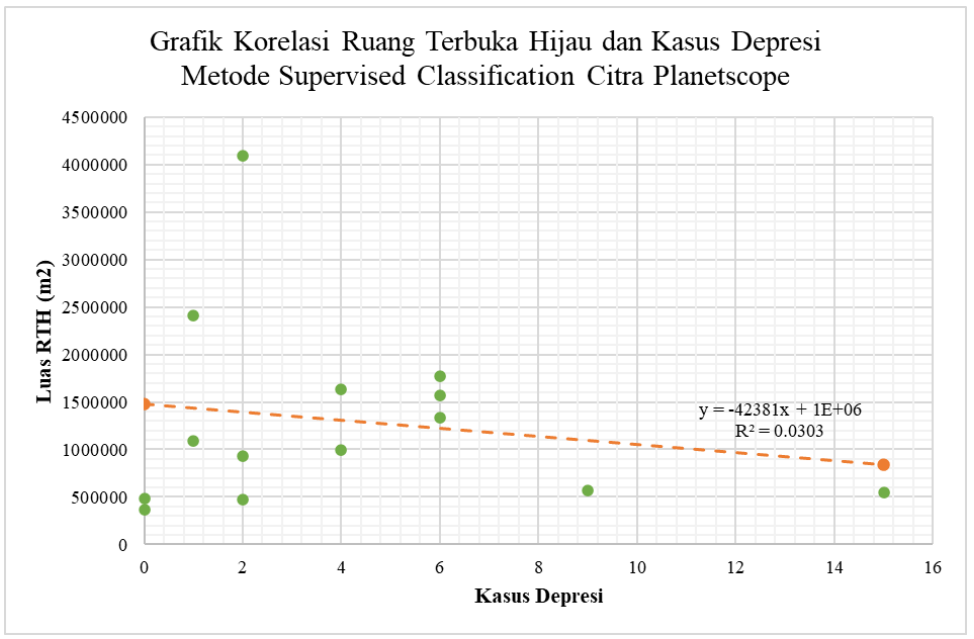 Grafik Korelasi Ruang Terbuka Hijau dan Kasus Depresi
Metode Supervised Classification Citra Planetscope
4500000
4000000
3500000
3000000
2500000
2000000
1500000
1000000
500000
0
Luas RTH (m2)
y = -42381x + 1E+06
R² = 0.0303
0 2 4 6 8 10 12 14 16
Kasus Depresi